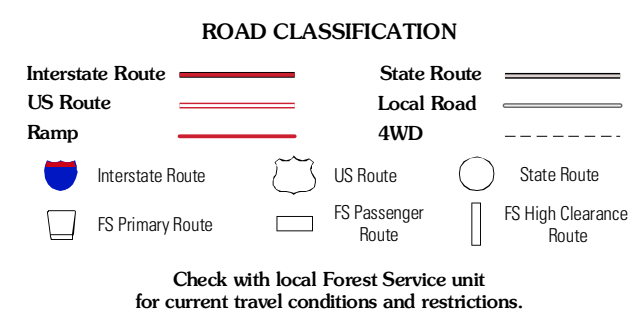 ROAD CLASSIFICATION
Interstate Route
State Route
US Route
Local Road
Ramp
4WD
Interstate Route
US Route
State Route
FS Primary Route
FS Passenger
Route
FS High Clearance
Route
Check with local Forest Service unit
for current travel conditions and restrictions.